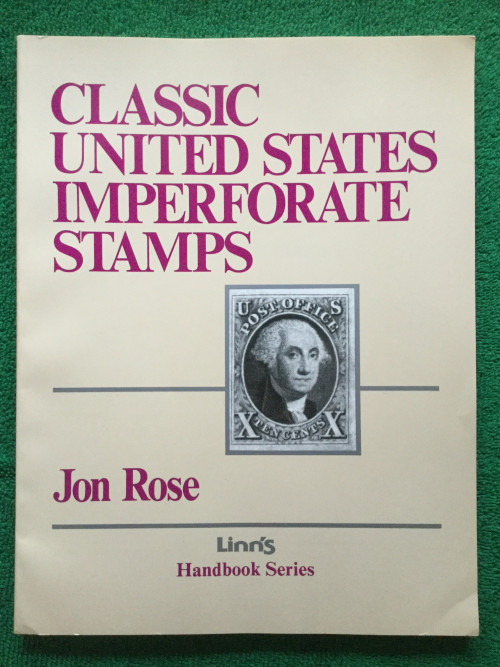 CLASSIC
UNITED STATES
IMPERFORATE
STAMPS
U S
POST OFFICE
X X
TEN CENTS
Jon Rose
Linn's
Handbook Series